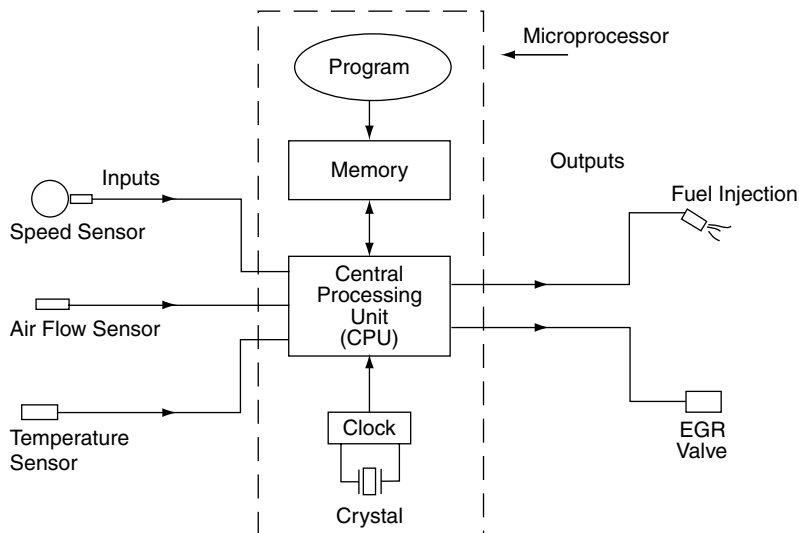 Microprocessor
Program
Inputs
Memory
Outputs
Fuel Injection
Speed Sensor
Central
Processing
Unit
(CPU)
Air Flow Sensor
Clock
EGR
Valve
Temperature
Sensor
Crystal